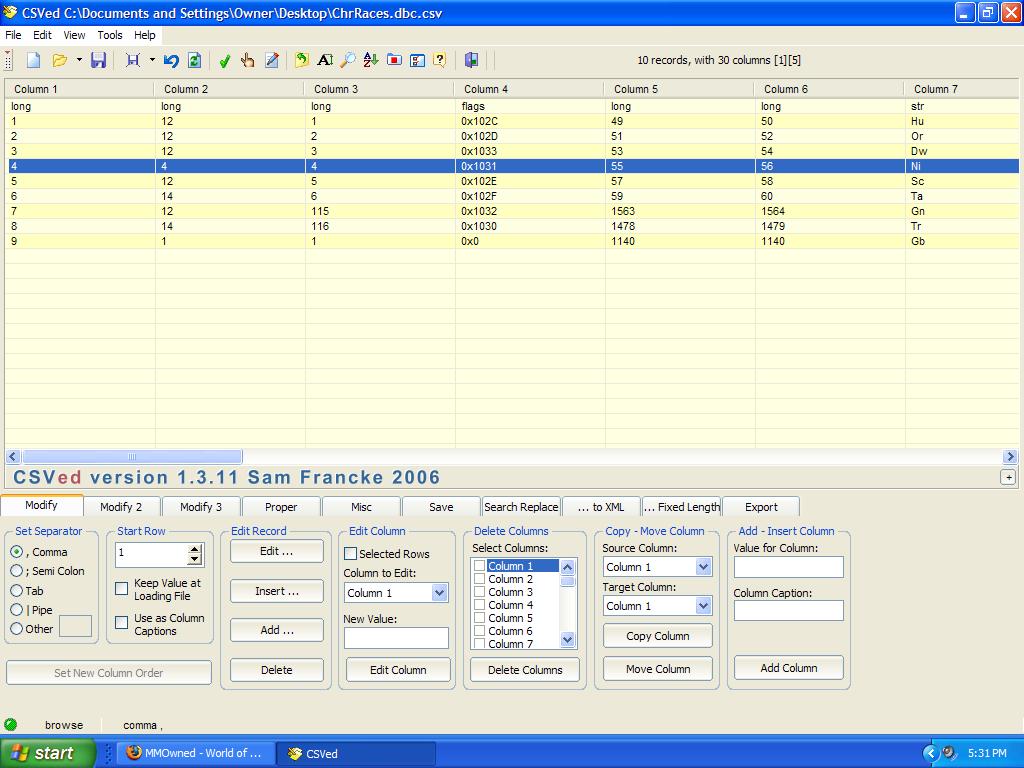 CSVed C:\Documents and Settings\Owner\Desktop\ChrRaces.dbc.csv
File Edit View Tools Help
10 records, with 30 columns [1][5]
Column 1 Column 2 Column 3 Column 4 Column 5 Column 6 Column 7
long long long flags long long str
1 12 1 0x102C 49 50 Hu
2 12 2 0x102D 51 52 Or
3 12 3 0x1033 53 54 Dw
4 4 4 0x1031 55 56 Ni
5 12 5 0x102E 57 58 Sc
6 14 6 0x102F 59 60 Ta
7 12 115 0x1032 1563 1564 Gn
8 14 116 0x1030 1478 1479 Tr
9 1 1 0x0 1140 1140 Gb
CSVed version 1.3.11 Sam Francke 2006
Modify Modify 2 Modify 3 Proper Misc Save Search Replace ... to XML ... Fixed Length Export
Set Separator
, Comma
; Semi Colon
Tab
| Pipe
Other
Start Row
1
Keep Value at
Loading File
Use as Column
Captions
Set New Column Order
Edit Record
Edit ...
Insert ...
Add ...
Delete
Edit Column
Selected Rows
Column to Edit:
Column 1
New Value:
Edit Column
Delete Columns
Select Columns:
Column 1
Column 2
Column 3
Column 4
Column 5
Column 6
Column 7
Delete Columns
Copy - Move Column
Source Column:
Column 1
Target Column:
Column 1
Copy Column
Move Column
Add - Insert Column
Value for Column:
Column Caption:
Add Column
browse comma ,
start MMOwned - World of ... CSVed 5:31 PM